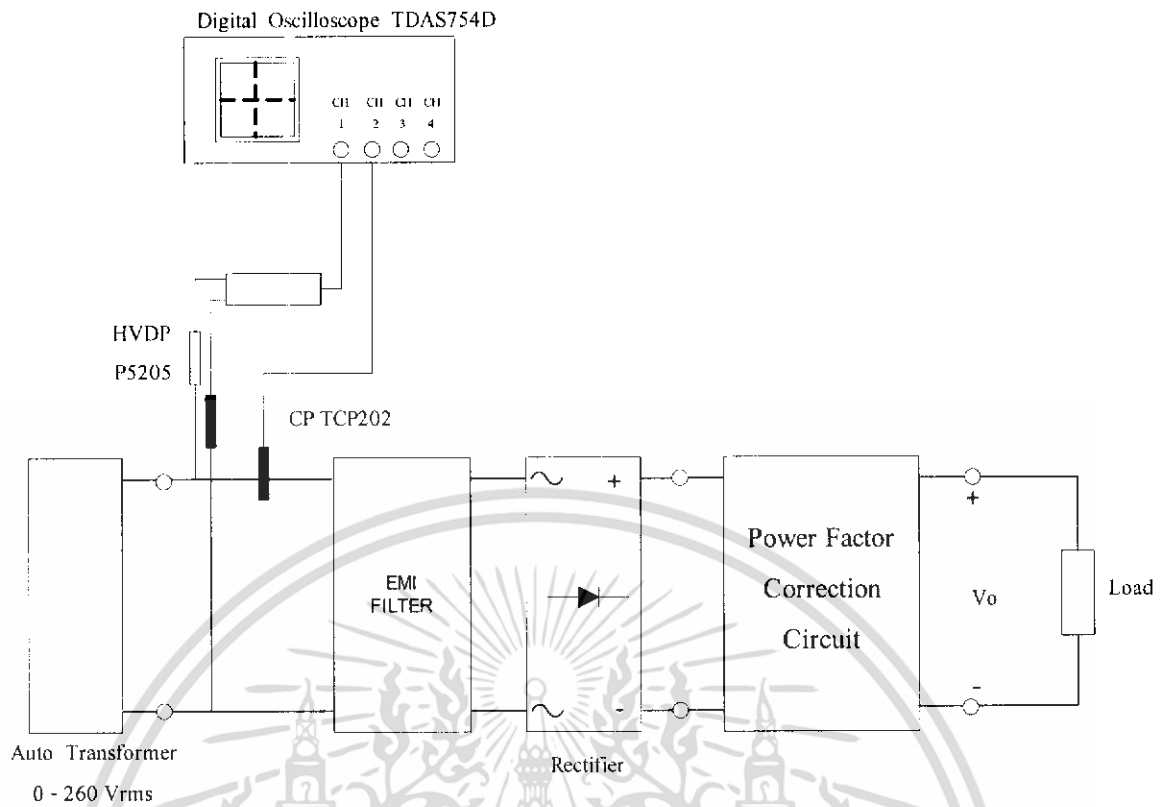 Digital Oscilloscope TDAS754D
CH CH CH CH
1 2 3 4
HVDP
P5205
CP TCP202
EMI
FILTER
+
-
Power Factor
Correction
Circuit
+
Vo
-
Load
Auto Transformer
0 - 260 Vrms
Rectifier